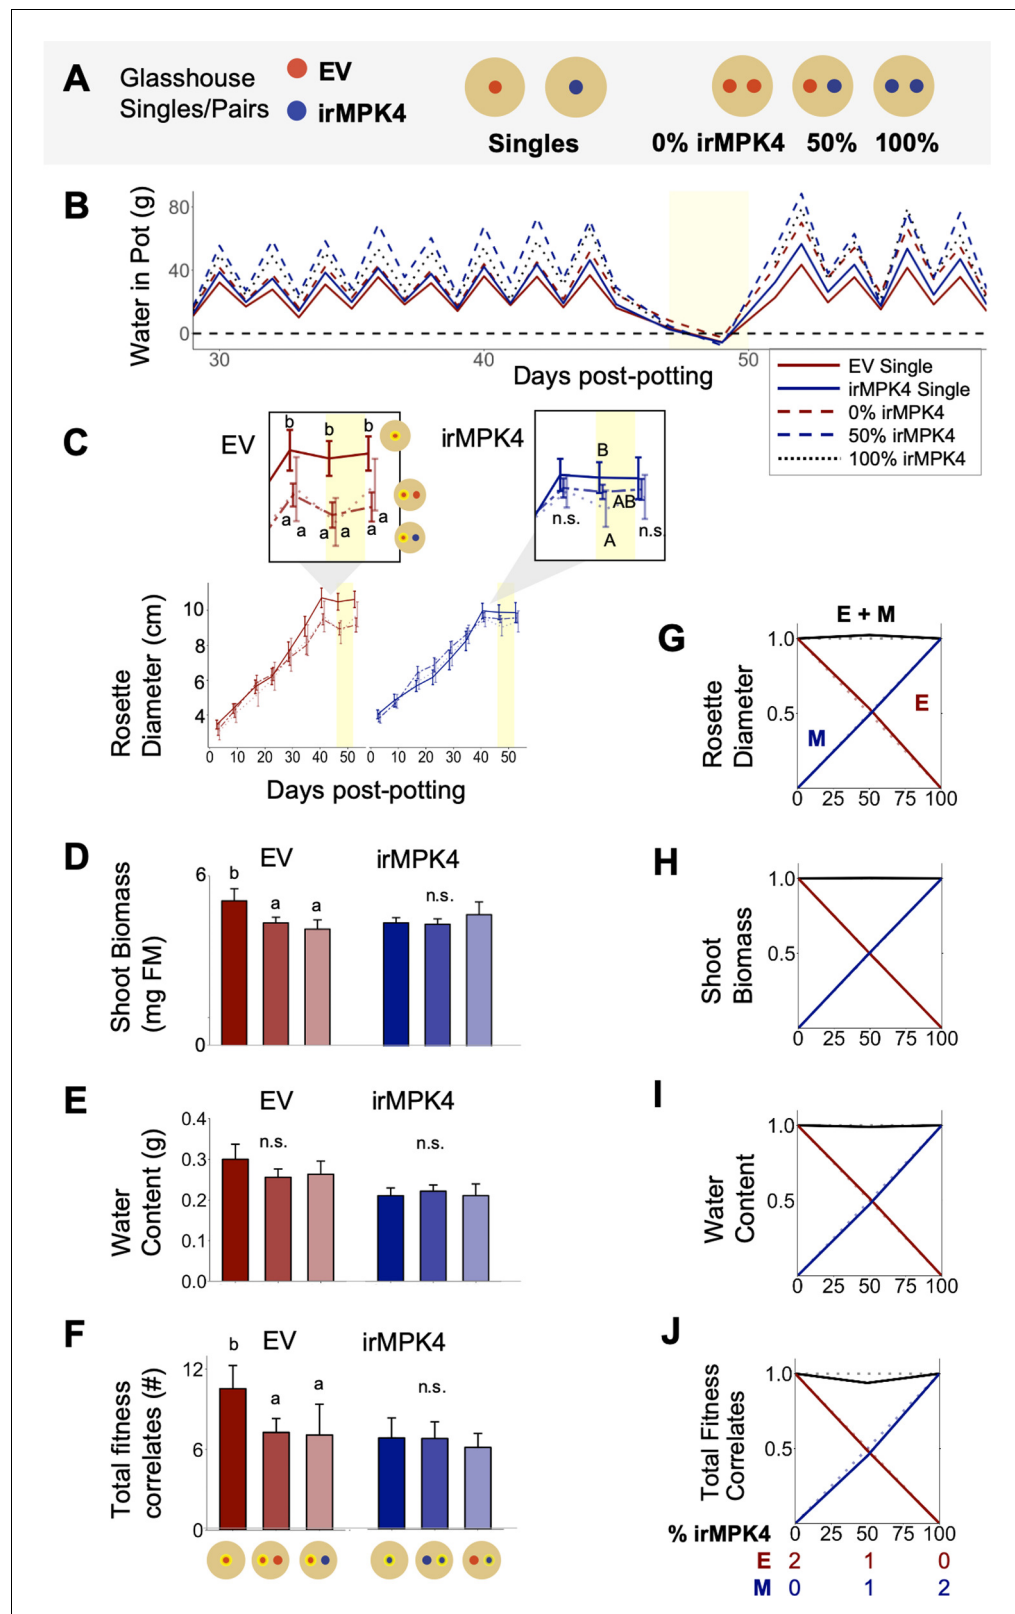 A
Glasshouse
Singles/Pairs
EV
irMPK4
Singles
0% irMPK4 50% 100%
B
Water in Pot (g)
80
40
0
30 40 50
Days post-potting
EV Single
irMPK4 Single
0% irMPK4
50% irMPK4
100% irMPK4
C
EV
b b b
a a a a a a
irMPK4
B
AB
n.s. n.s.
A
Rosette
Diameter (cm)
10
8
6
4
0 10 20 30 40 50 0 10 20 30 40 50
Days post-potting
G
E + M
Rosette
Diameter
1.0
0.5
M
E
0 25 50 75 100
D
EV irMPK4
Shoot Biomass
(mg FM)
6
0
b a a n.s.
H
Shoot
Biomass
1.0
0.5
0 25 50 75 100
E
EV irMPK4
Water
Content (g)
0.4
0.3
0.2
0.1
0.0
n.s. n.s.
I
Water
Content
1.0
0.5
0 25 50 75 100
F
EV irMPK4
Total fitness
correlates (#)
12
6
0
b a a n.s.
J
Total Fitness
Correlates
1.0
0.5
% irMPK4 0 25 50 75 100
E 2 1 0
M 0 1 2